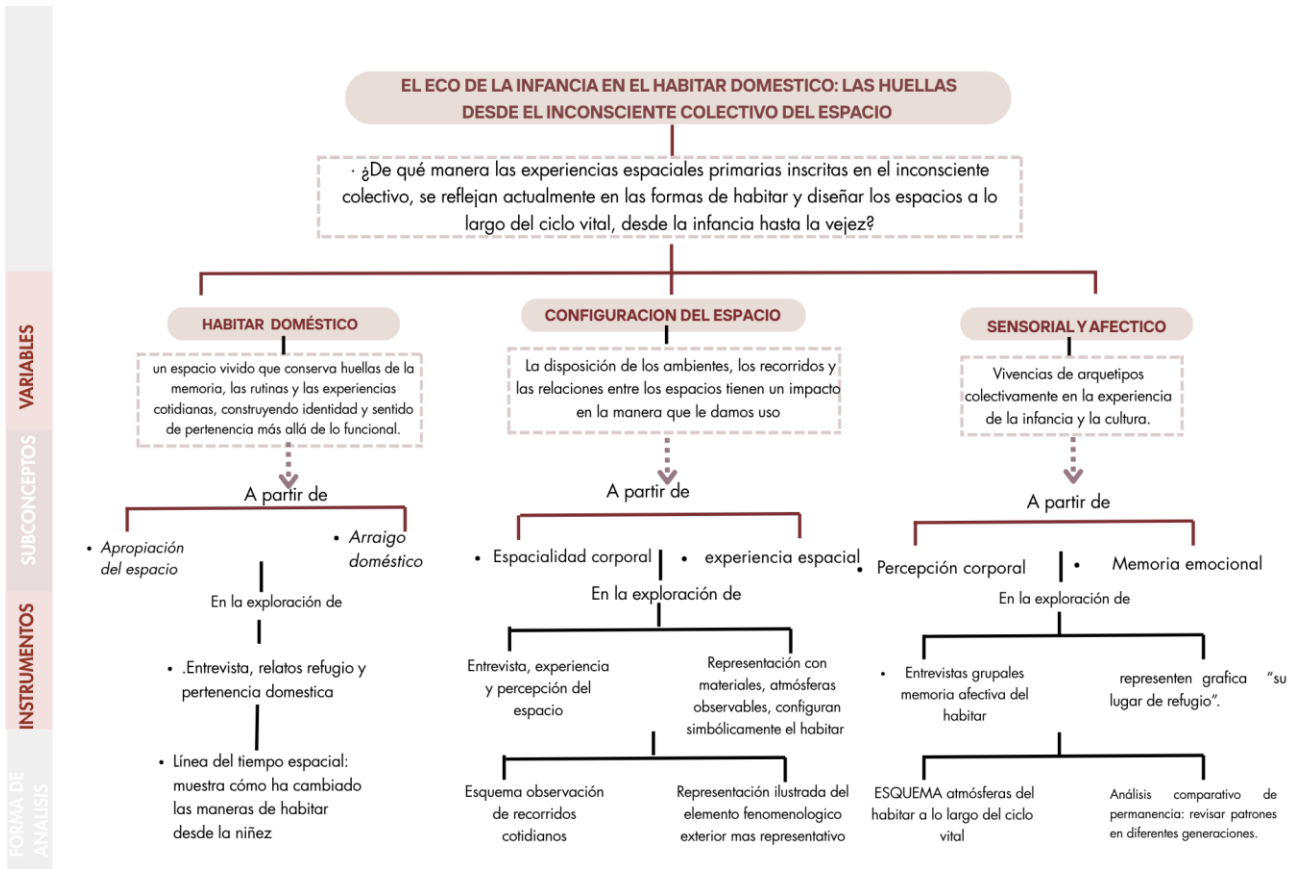 EL ECO DE LA INFANCIA EN EL HABITAR DOMESTICO: LAS HUELLAS
DESDE EL INCONSCIENTE COLECTIVO DEL ESPACIO
· ¿De qué manera las experiencias espaciales primarias inscritas en el inconsciente
colectivo, se reflejan actualmente en las formas de habitar y diseñar los espacios a lo
largo del ciclo vital, desde la infancia hasta la vejez?
VARIABLES
HABITAR DOMÉSTICO
un espacio vivido que conserva huellas de la
memoria, las rutinas y las experiencias
cotidianas, construyendo identidad y sentido
de pertenencia más allá de lo funcional.
CONFIGURACION DEL ESPACIO
La disposición de los ambientes, los recorridos y
las relaciones entre los espacios tienen un impacto
en la manera que le damos uso
SENSORIAL Y AFECTICO
Vivencias de arquetipos
colectivamente en la experiencia
de la infancia y la cultura.
SUBCONCEPTOS
A partir de
• Apropiación
del espacio
• Arraigo
doméstico
A partir de
• Espacialidad corporal
• experiencia espacial
A partir de
• Percepción corporal
• Memoria emocional
INSTRUMENTOS
En la exploración de
• .Entrevista, relatos refugio y
pertenencia domestica
En la exploración de
Entrevista, experiencia
y percepción del
espacio
Representación con
materiales, atmósferas
observables, configuran
simbólicamente el habitar
En la exploración de
• Entrevistas grupales
memoria afectiva del
habitar
representen grafica "su
lugar de refugio".
FORMA DE
ANALISIS
• Línea del tiempo espacial:
muestra cómo ha cambiado
las maneras de habitar
desde la niñez
Esquema observación
de recorridos
cotidianos
Representación ilustrada del
elemento fenomenologico
exterior mas representativo
ESQUEMA atmósferas del
habitar a lo largo del ciclo
vital
Análisis comparativo de
permanencia: revisar patrones
en diferentes generaciones.